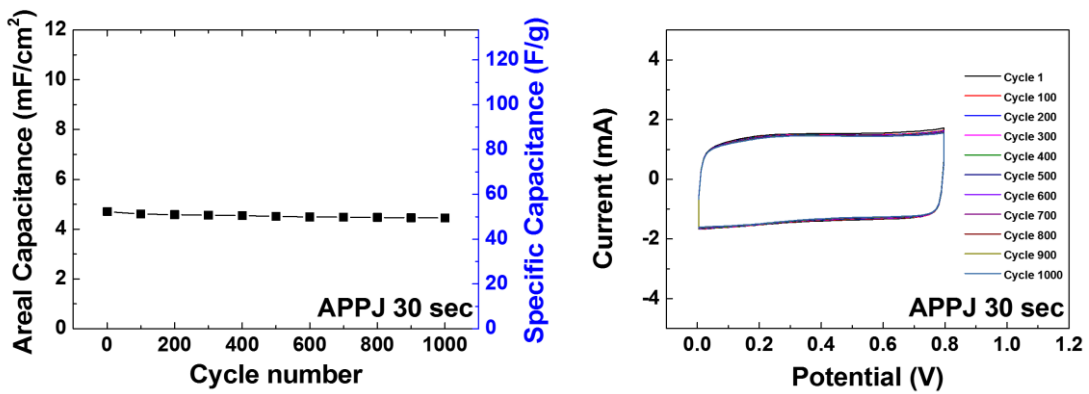 Areal Capacitance (mF/cm²)
12
10
8
6
4
2
0
0 200 400 600 800 1000
Cycle number
APPJ 30 sec
120
100
80
60
40
20
0
Specific Capacitance (F/g)
Current (mA)
4
2
0
-2
-4
0.0 0.2 0.4 0.6 0.8 1.0 1.2
Potential (V)
Cycle 1
Cycle 100
Cycle 200
Cycle 300
Cycle 400
Cycle 500
Cycle 600
Cycle 700
Cycle 800
Cycle 900
Cycle 1000
APPJ 30 sec